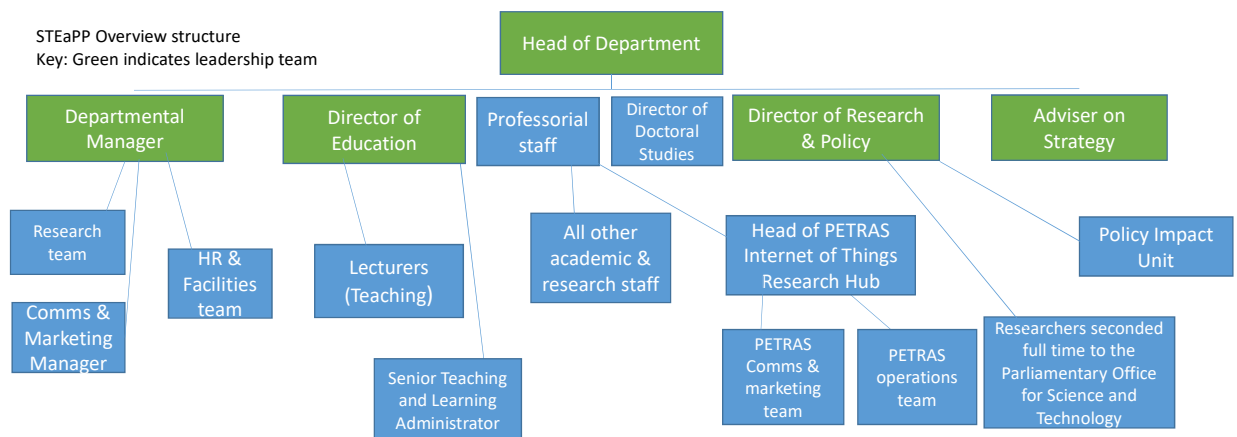 STEaPP Overview structure
Key: Green indicates leadership team
Head of Department
Departmental
Manager
Director of
Education
Professorial
staff
Director of
Doctoral
Studies
Director of Research
& Policy
Adviser on
Strategy
Research
team
HR &
Facilities
team
Comms &
Marketing
Manager
Lecturers
(Teaching)
Senior Teaching
and Learning
Administrator
All other
academic &
research staff
Head of PETRAS
Internet of Things
Research Hub
PETRAS
Comms &
marketing
team
PETRAS
operations
team
Policy Impact
Unit
Researchers seconded
full time to the
Parliamentary Office
for Science and
Technology